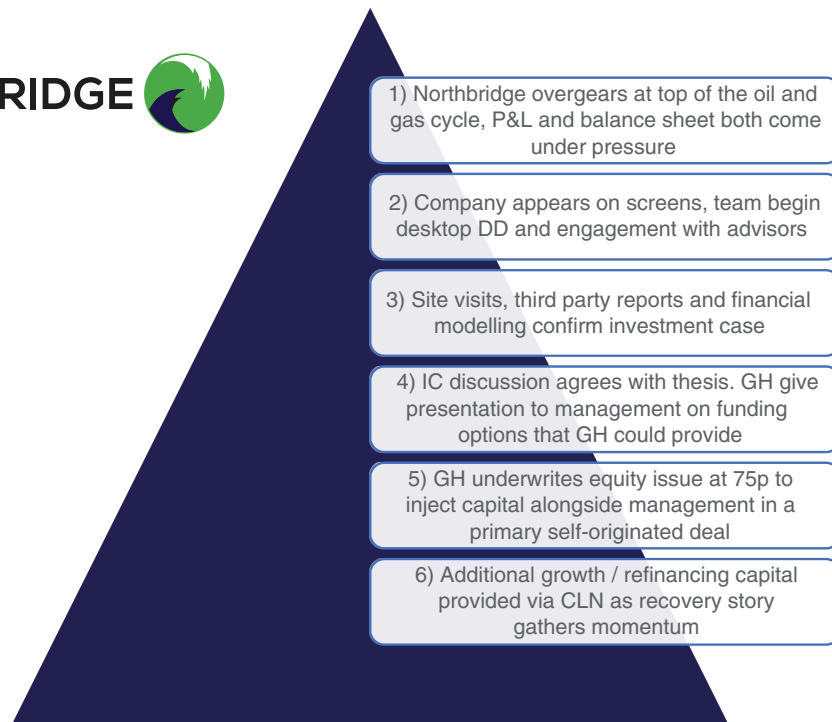 RIDGE
1) Northbridge overgears at top of the oil and
gas cycle, P&L and balance sheet both come
under pressure
2) Company appears on screens, team begin
desktop DD and engagement with advisors
3) Site visits, third party reports and financial
modelling confirm investment case
4) IC discussion agrees with thesis. GH give
presentation to management on funding
options that GH could provide
5) GH underwrites equity issue at 75p to
inject capital alongside management in a
primary self-originated deal
6) Additional growth / refinancing capital
provided via CLN as recovery story
gathers momentum